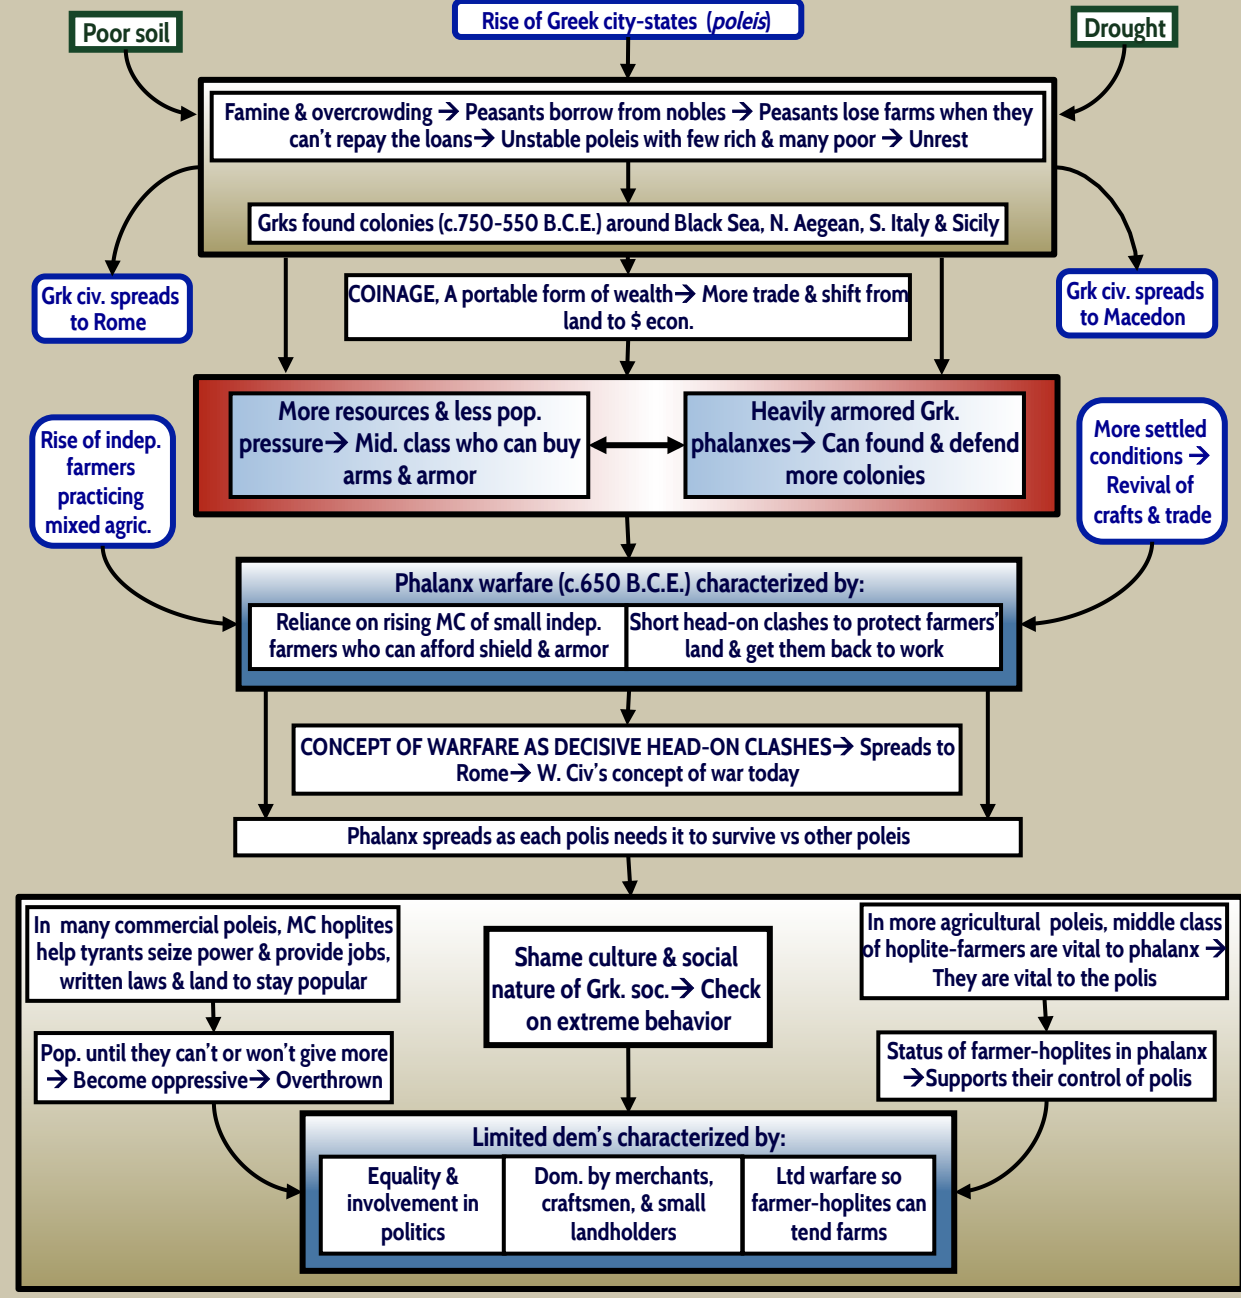 Poor soil
Rise of Greek city-states (poleis)
Drought
Famine & overcrowding → Peasants borrow from nobles → Peasants lose farms when they
can't repay the loans→ Unstable poleis with few rich & many poor → Unrest
Grks found colonies (c.750-550 B.C.E.) around Black Sea, N. Aegean, S. Italy & Sicily
Grk civ. spreads
to Rome
COINAGE, A portable form of wealth→ More trade & shift from
land to $ econ.
Grk civ. spreads
to Macedon
More resources & less pop.
pressure→ Mid. class who can buy
arms & armor
Heavily armored Grk.
phalanxes→ Can found & defend
more colonies
Rise of indep.
farmers
practicing
mixed agric.
More settled
conditions →
Revival of
crafts & trade
Phalanx warfare (c.650 B.C.E.) characterized by:
Reliance on rising MC of small indep.
farmers who can afford shield & armor
Short head-on clashes to protect farmers'
land & get them back to work
CONCEPT OF WARFARE AS DECISIVE HEAD-ON CLASHES→ Spreads to
Rome→ W. Civ's concept of war today
Phalanx spreads as each polis needs it to survive vs other poleis
In many commercial poleis, MC hoplites
help tyrants seize power & provide jobs,
written laws & land to stay popular
Shame culture & social
nature of Grk. soc.→ Check
on extreme behavior
In more agricultural poleis, middle class
of hoplite-farmers are vital to phalanx →
They are vital to the polis
Pop. until they can't or won't give more
→ Become oppressive→ Overthrown
Status of farmer-hoplites in phalanx
→Supports their control of polis
Limited dem's characterized by:
Equality &
involvement in
politics
Dom. by merchants,
craftsmen, & small
landholders
Ltd warfare so
farmer-hoplites can
tend farms